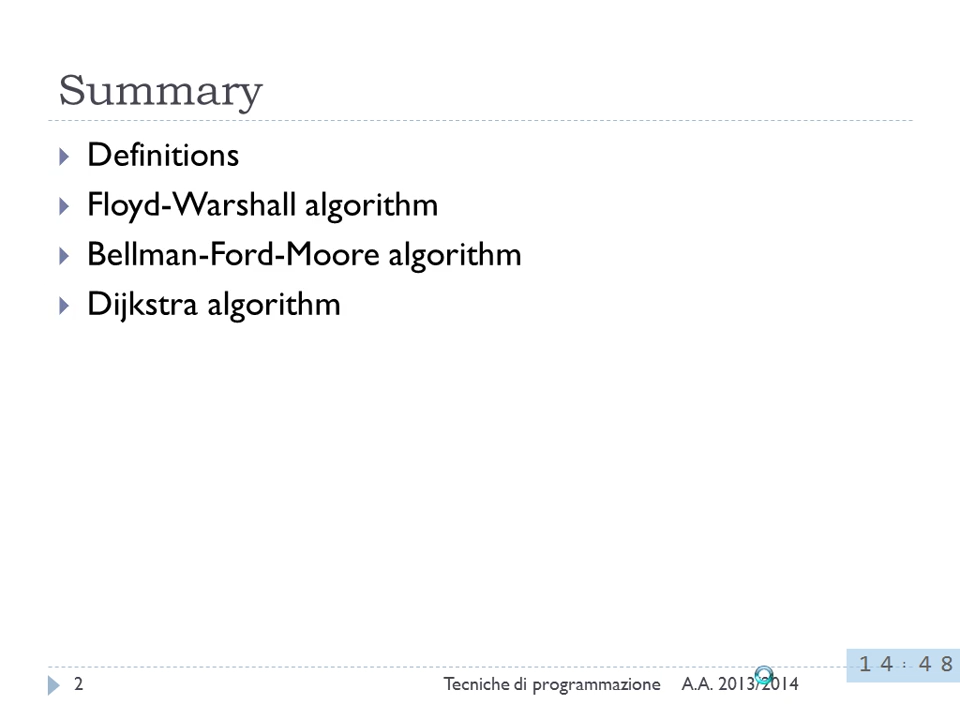 Summary
Definitions
Floyd-Warshall algorithm
Bellman-Ford-Moore algorithm
Dijkstra algorithm
2 Tecniche di programmazione A.A. 2013/2014
14:48